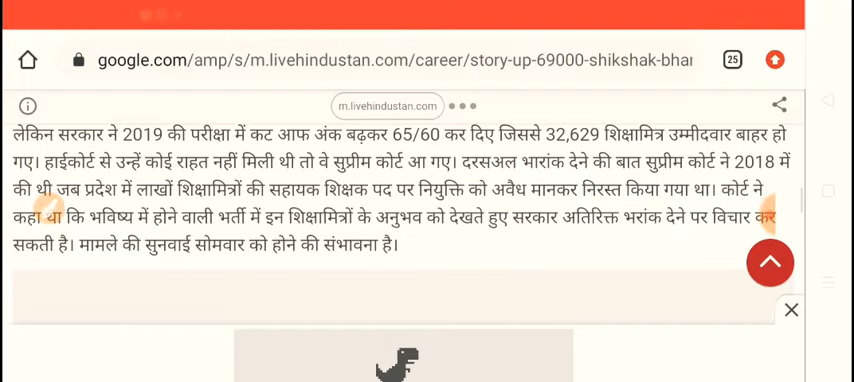 google.com/amp/s/m.livehindustan.com/career/story-up-69000-shikshak-bhar
25
m.livehindustan.com
लेकिन सरकार ने 2019 की परीक्षा में कट आफ अंक बढ़कर 65/60 कर दिए जिससे 32,629 शिक्षामित्र उम्मीदवार बाहर हो
गए। हाईकोर्ट से उन्हें कोई राहत नहीं मिली थी तो वे सुप्रीम कोर्ट आ गए। दरसअल भारांक देने की बात सुप्रीम कोर्ट ने 2018 में
की थी जब प्रदेश में लाखों शिक्षामित्रों की सहायक शिक्षक पद पर नियुक्ति को अवैध मानकर निरस्त किया गया था। कोर्ट ने
कहा था कि भविष्य में होने वाली भर्ती में इन शिक्षामित्रों के अनुभव को देखते हुए सरकार अतिरिक्त भरांक देने पर विचार कर
सकती है। मामले की सुनवाई सोमवार को होने की संभावना है।